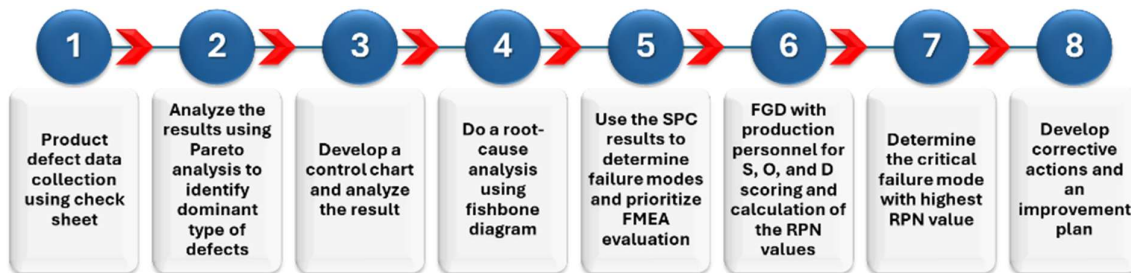 1
Product
defect data
collection
using check
sheet
2
Analyze the
results using
Pareto
analysis to
identify
dominant
type of
defects
3
Develop a
control chart
and analyze
the result
4
Do a root-
cause
analysis
using
fishbone
diagram
5
Use the SPC
results to
determine
failure modes
and prioritize
FMEA
evaluation
6
FGD with
production
personnel for
S, O, and D
scoring and
calculation of
the RPN
values
7
Determine
the critical
failure mode
with highest
RPN value
8
Develop
corrective
actions and
an
improvement
plan